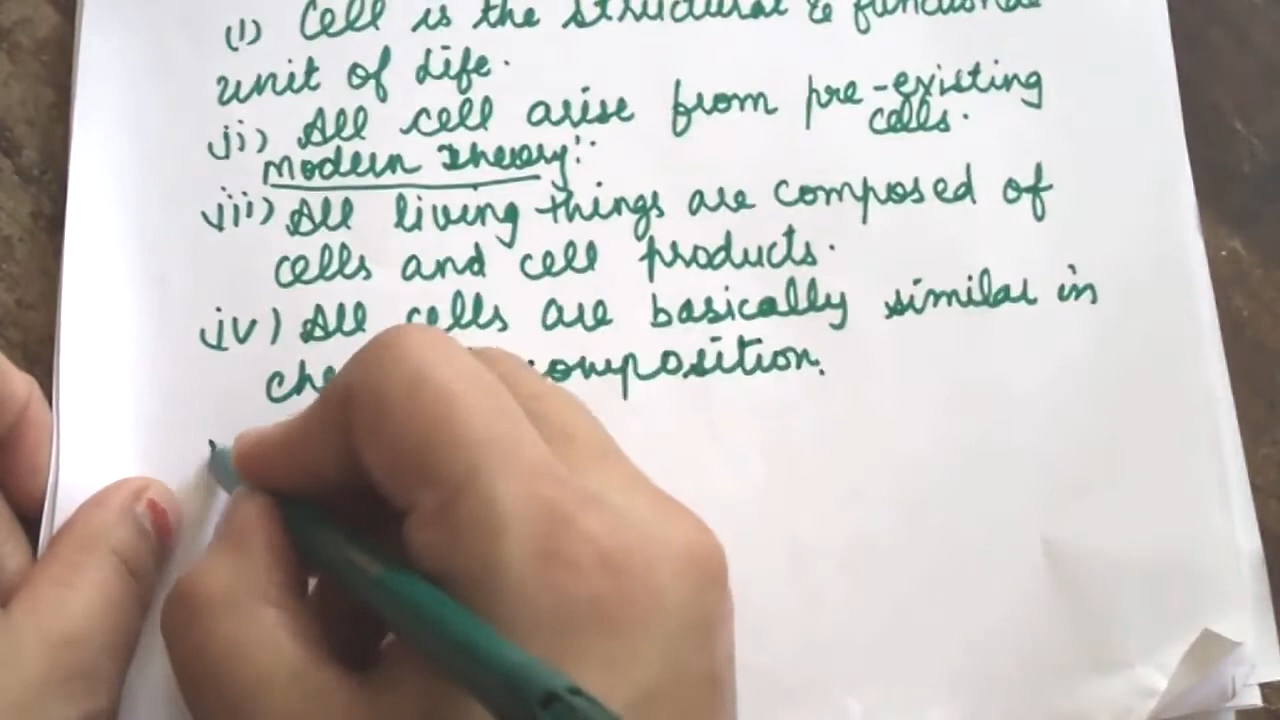 (i) Cell is the structural & functional
unit of life.
ii) All cell arise from pre-existing
cells.
Modern theory:
iii) All living things are composed of
cells and cell products.
iv) All cells are basically similar in
composition.